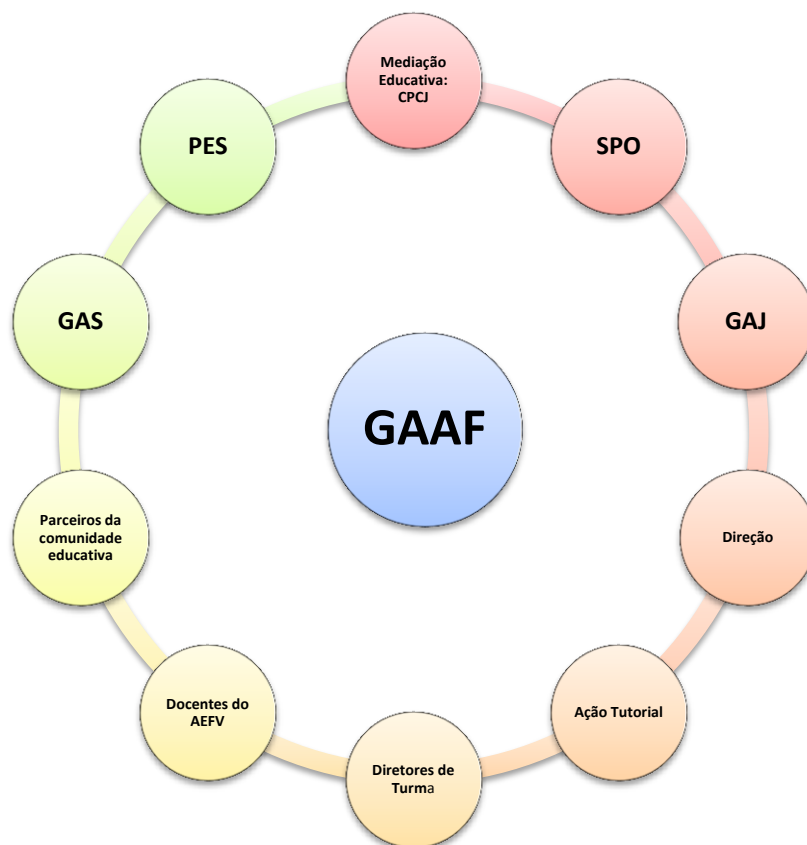 Mediação
Educativa:
CPCJ
SPO
GAJ
Direção
Ação Tutorial
Diretores de
Turma
Docentes do
AEFV
Parceiros da
comunidade
educativa
GAS
PES
GAAF